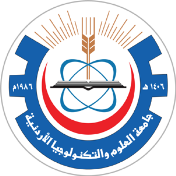 ١٤٠٦ هـ
١٩٨٦ م
جامعة العلوم والتكنولوجيا الأردنية